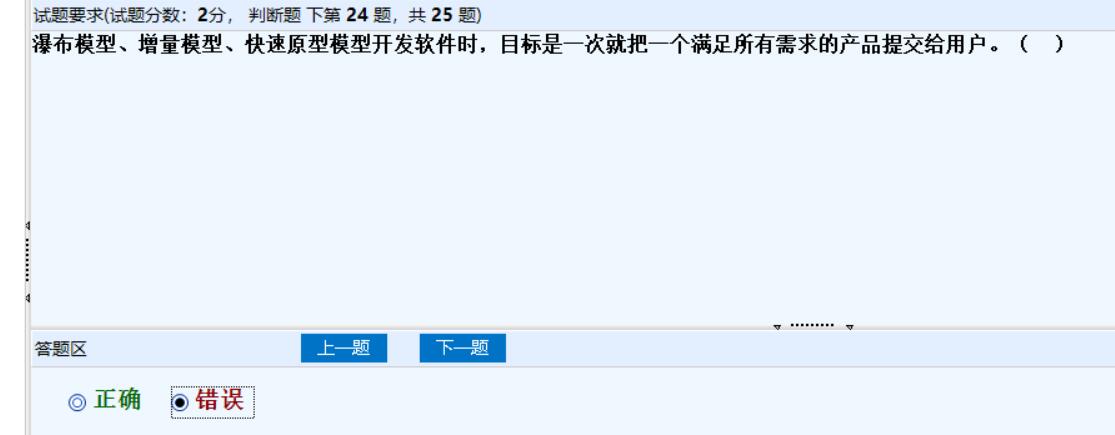 试题要求(试题分数：2分， 判断题 下第 24 题，共 25 题)
瀑布模型、增量模型、快速原型模型开发软件时，目标是一次就把一个满足所有需求的产品提交给用户。（ ）
答题区 上一题 下一题
正确 错误